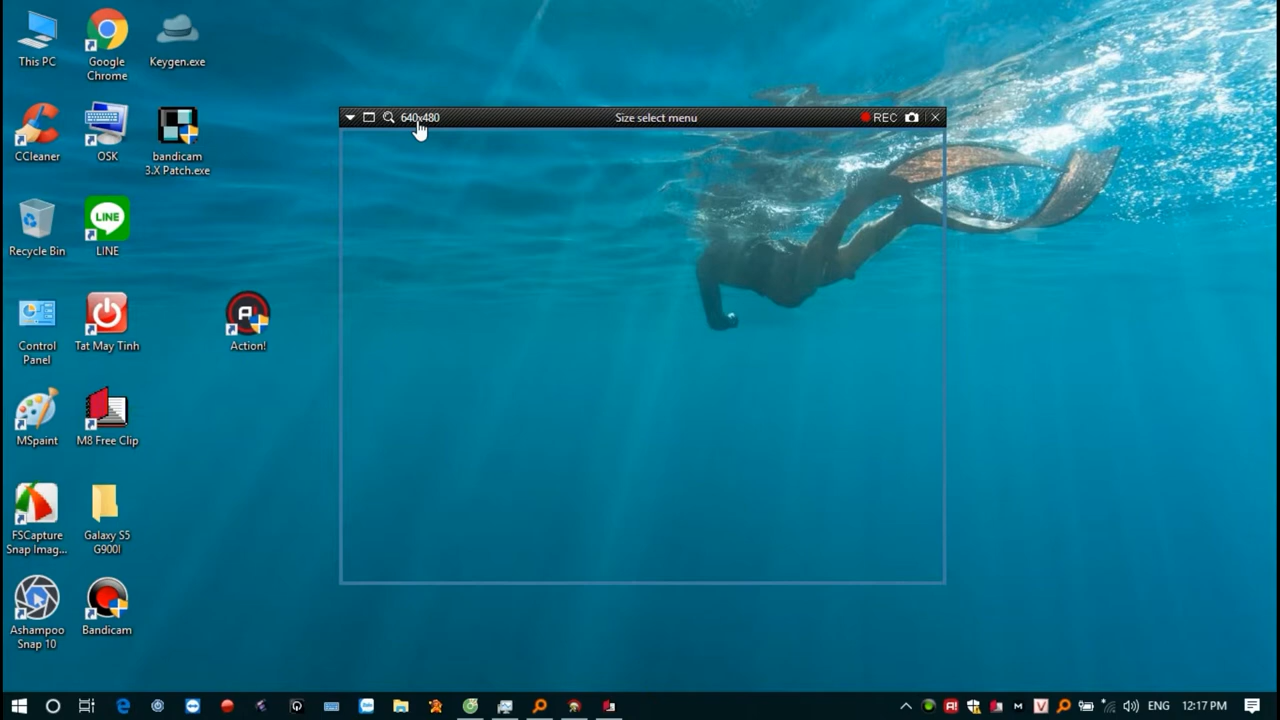 This PC
Google
Chrome
Keygen.exe
640x480
Size select menu
REC
CCleaner
OSK
bandicam
3.X Patch.exe
Recycle Bin
LINE
LINE
Control
Panel
Tat May Tinh
Action!
MSpaint
M8 Free Clip
FSCapture
Snap Imag...
Galaxy S5
G900I
Ashampoo
Snap 10
Bandicam
ENG
12:17 PM